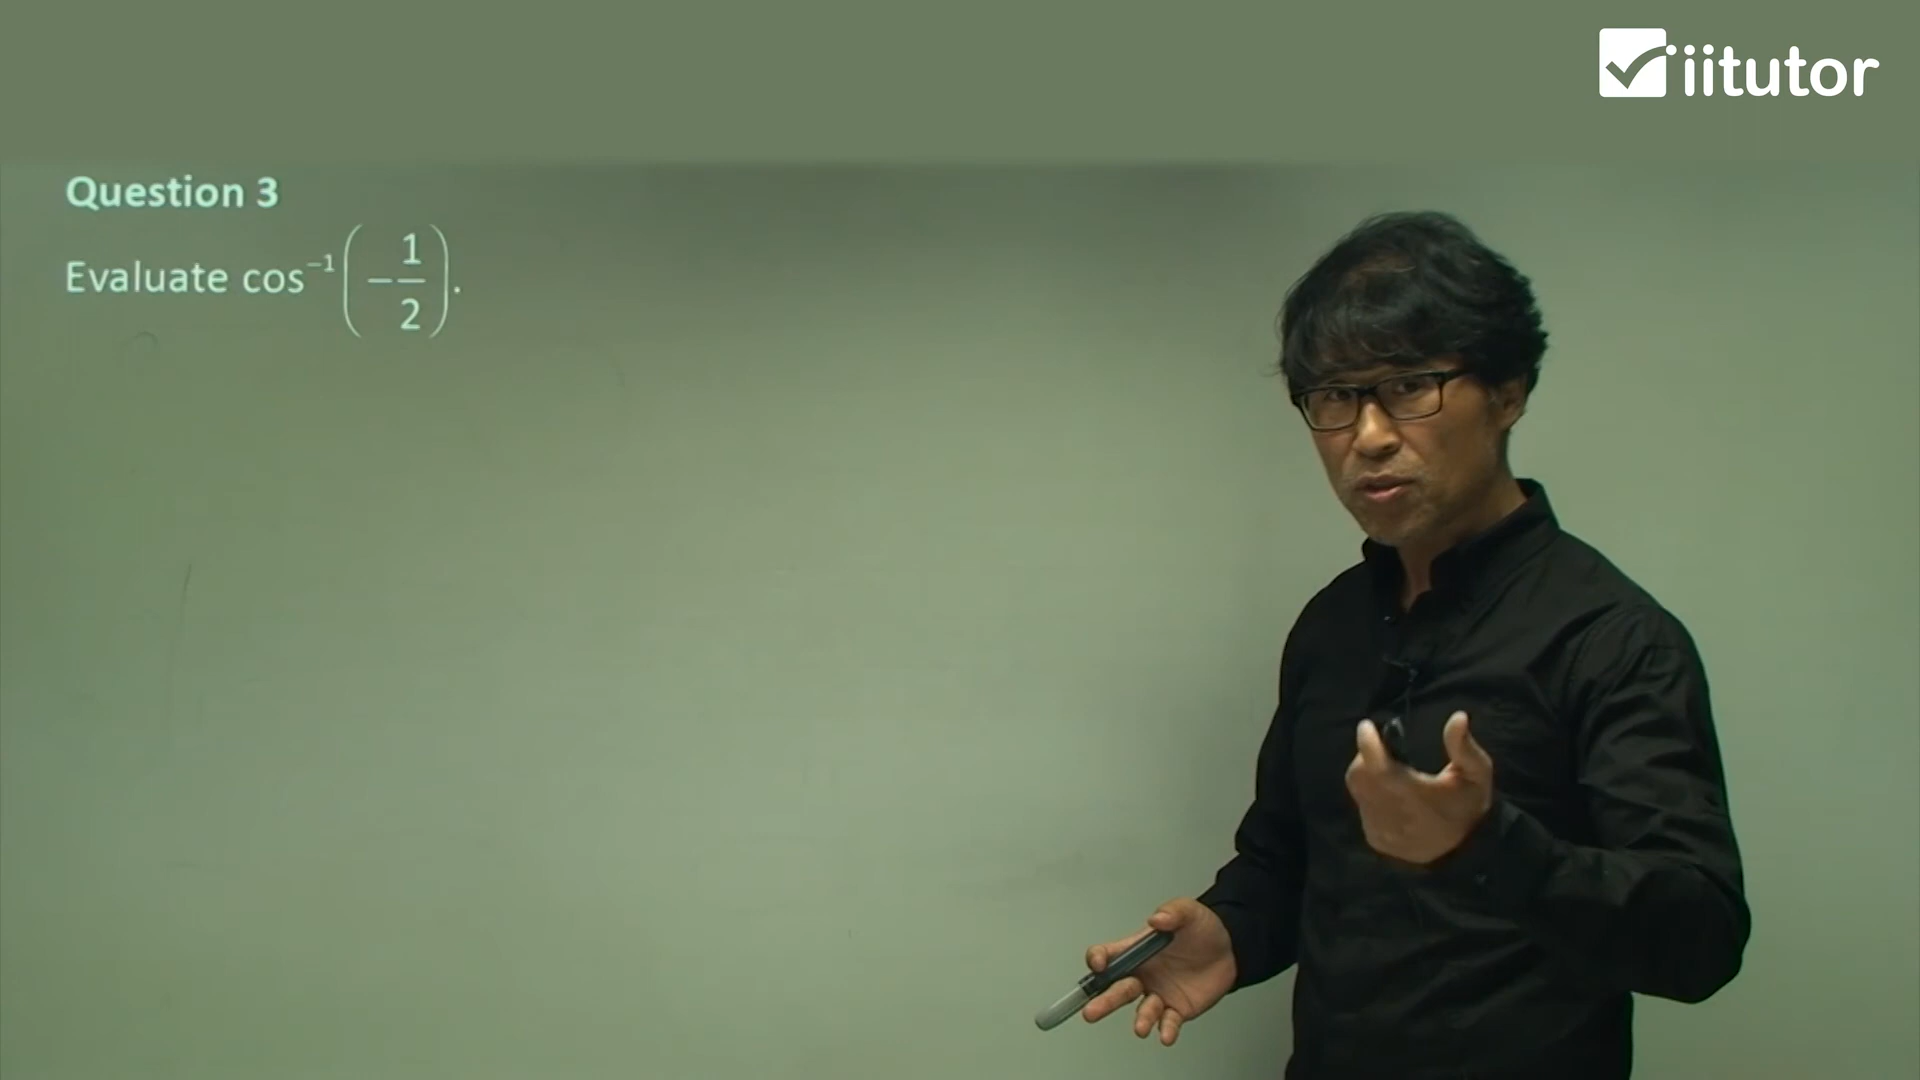 iitutor
Question 3
Evaluate cos⁻¹(−1/2).